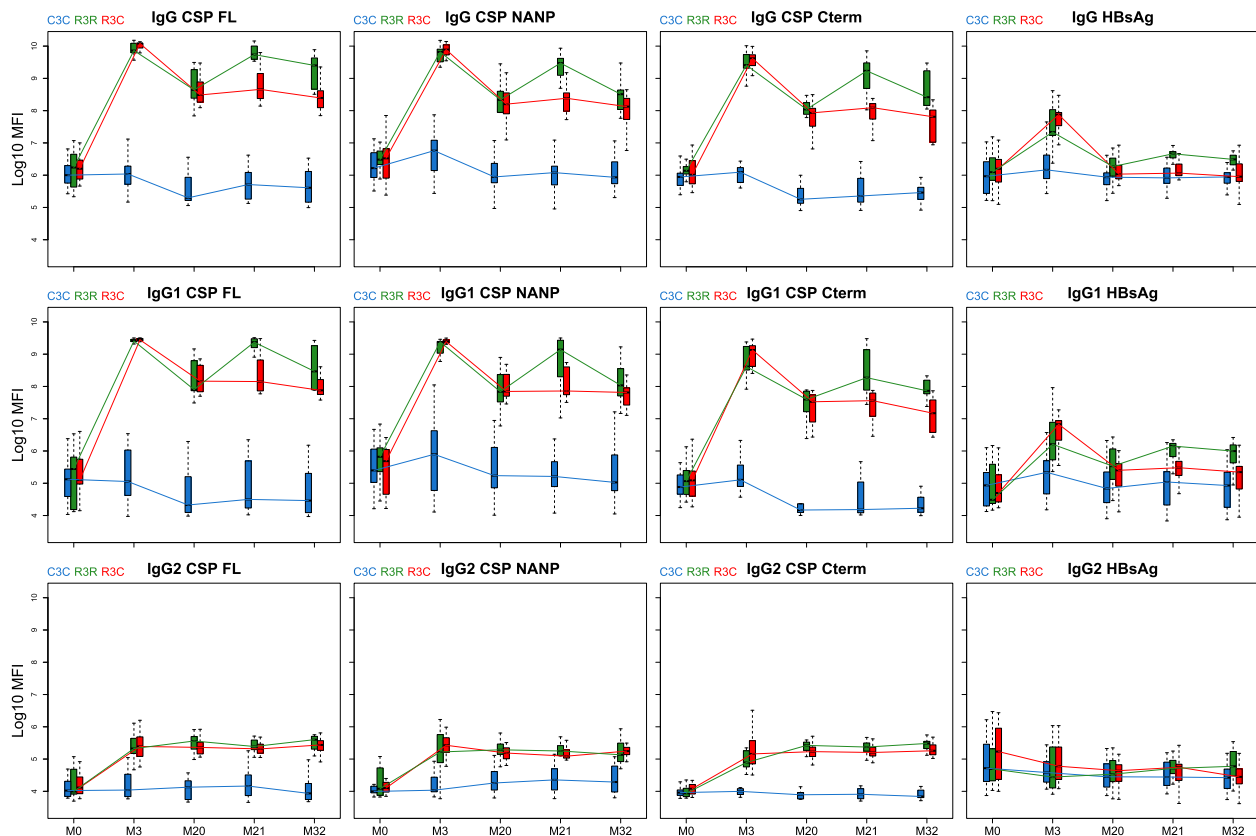 C3C R3R R3C IgG CSP FL
C3C R3R R3C IgG CSP NANP
C3C R3R R3C IgG CSP Cterm
C3C R3R R3C IgG HBsAg
Log10 MFI
10
9
8
7
6
5
4
C3C R3R R3C IgG1 CSP FL
C3C R3R R3C IgG1 CSP NANP
C3C R3R R3C IgG1 CSP Cterm
C3C R3R R3C IgG1 HBsAg
Log10 MFI
10
9
8
7
6
5
4
C3C R3R R3C IgG2 CSP FL
C3C R3R R3C IgG2 CSP NANP
C3C R3R R3C IgG2 CSP Cterm
C3C R3R R3C IgG2 HBsAg
Log10 MFI
10
9
8
7
6
5
4
M0 M3 M20 M21 M32
M0 M3 M20 M21 M32
M0 M3 M20 M21 M32
M0 M3 M20 M21 M32